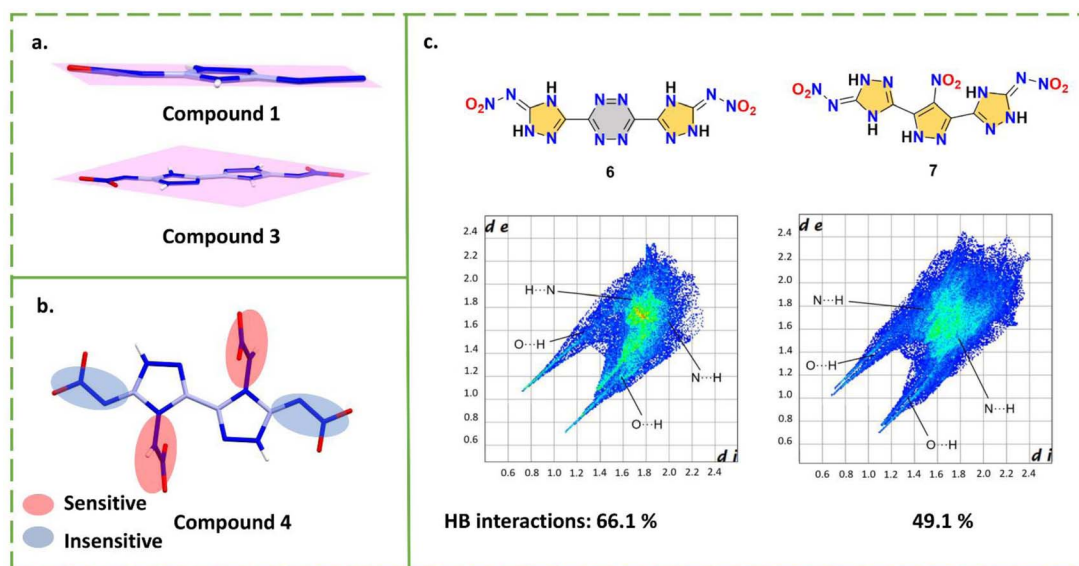 a.
Compound 1
Compound 3
b.
Sensitive
Insensitive
Compound 4
c.
O₂N N N H N HN N N N N N N N H N NH N NO₂
6
O₂N N HN N N N H NO₂ HN N H N N N NH N NO₂
7
d e
2.4
2.2
2.0
1.8
1.6
1.4
1.2
1.0
0.8
0.6
H···N
O···H
N···H
O···H
d i
0.6 0.8 1.0 1.2 1.4 1.6 1.8 2.0 2.2 2.4
d e
2.4
2.2
2.0
1.8
1.6
1.4
1.2
1.0
0.8
0.6
N···H
O···H
N···H
O···H
d i
0.6 0.8 1.0 1.2 1.4 1.6 1.8 2.0 2.2 2.4
HB interactions: 66.1 %
49.1 %